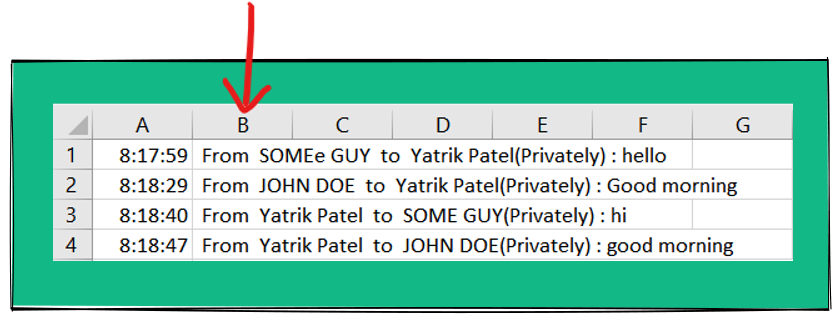 A B C D E F G
1 8:17:59 From  SOMEe GUY  to  Yatrik Patel(Privately) : hello
2 8:18:29 From  JOHN DOE  to  Yatrik Patel(Privately) : Good morning
3 8:18:40 From  Yatrik Patel  to  SOME GUY(Privately) : hi
4 8:18:47 From  Yatrik Patel  to  JOHN DOE(Privately) : good morning